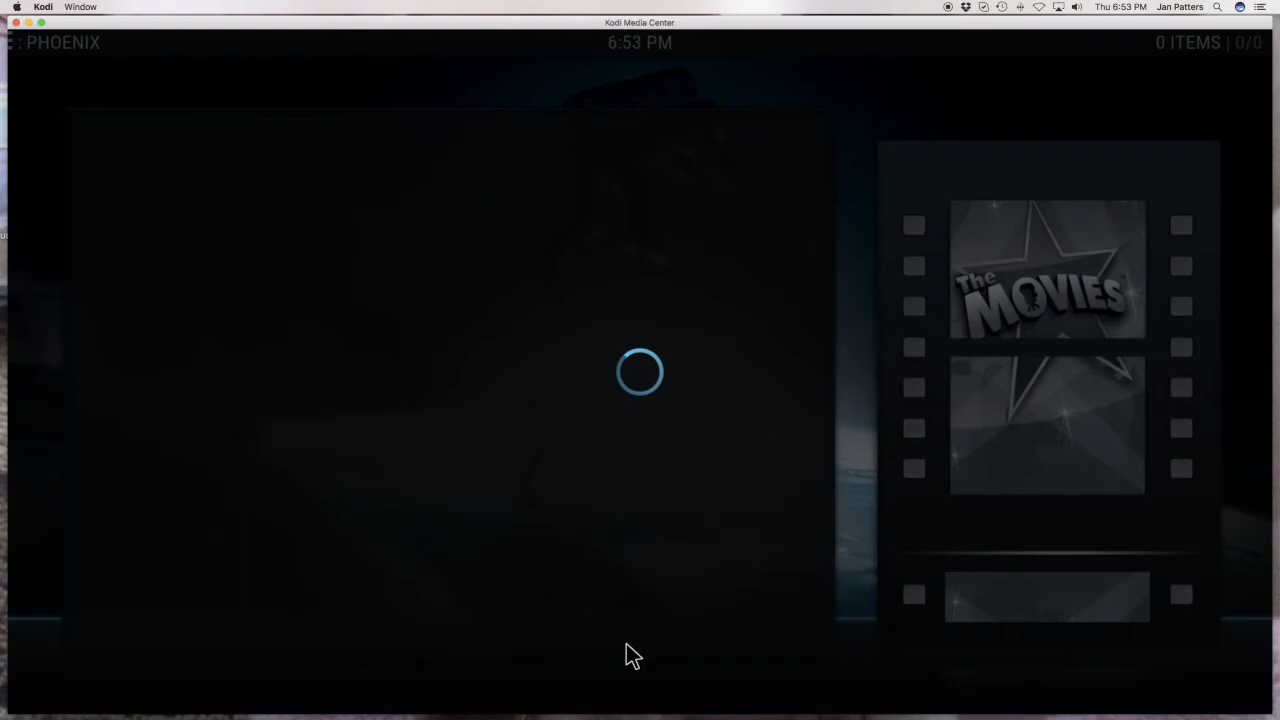 Kodi Window Thu 6:53 PM Jan Patters
Kodi Media Center
: PHOENIX 6:53 PM 0 ITEMS | 0/0
The
MOVIES